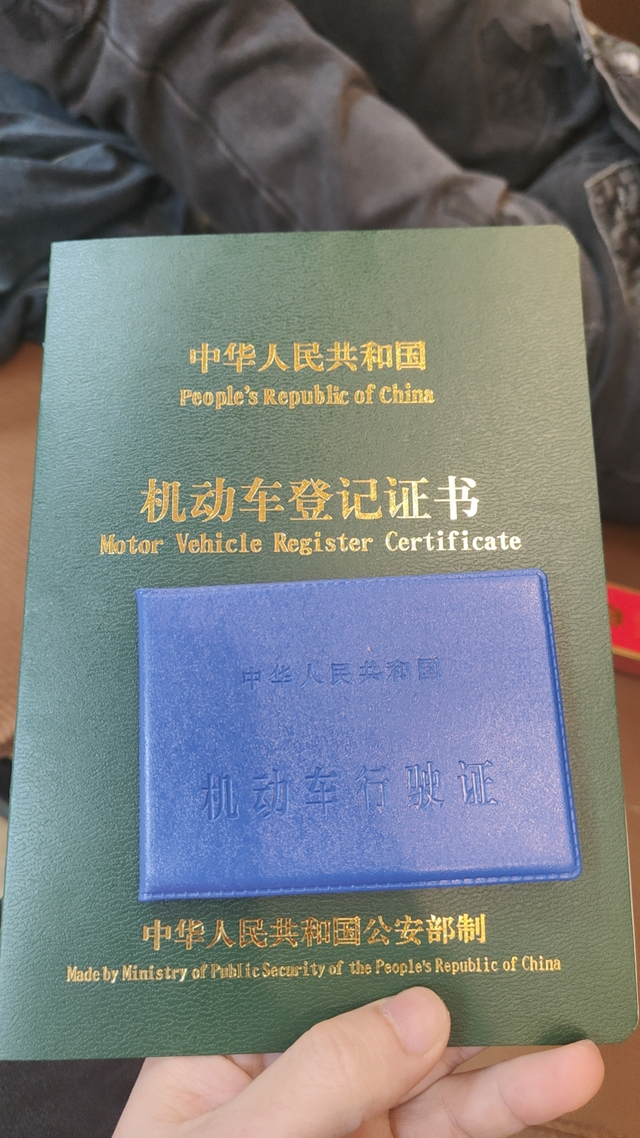 中华人民共和国
People's Republic of China
机动车登记证书
Motor Vehicle Register Certificate
中华人民共和国
机动车行驶证
中华人民共和国公安部制
Made by Ministry of Public Security of the People's Republic of China